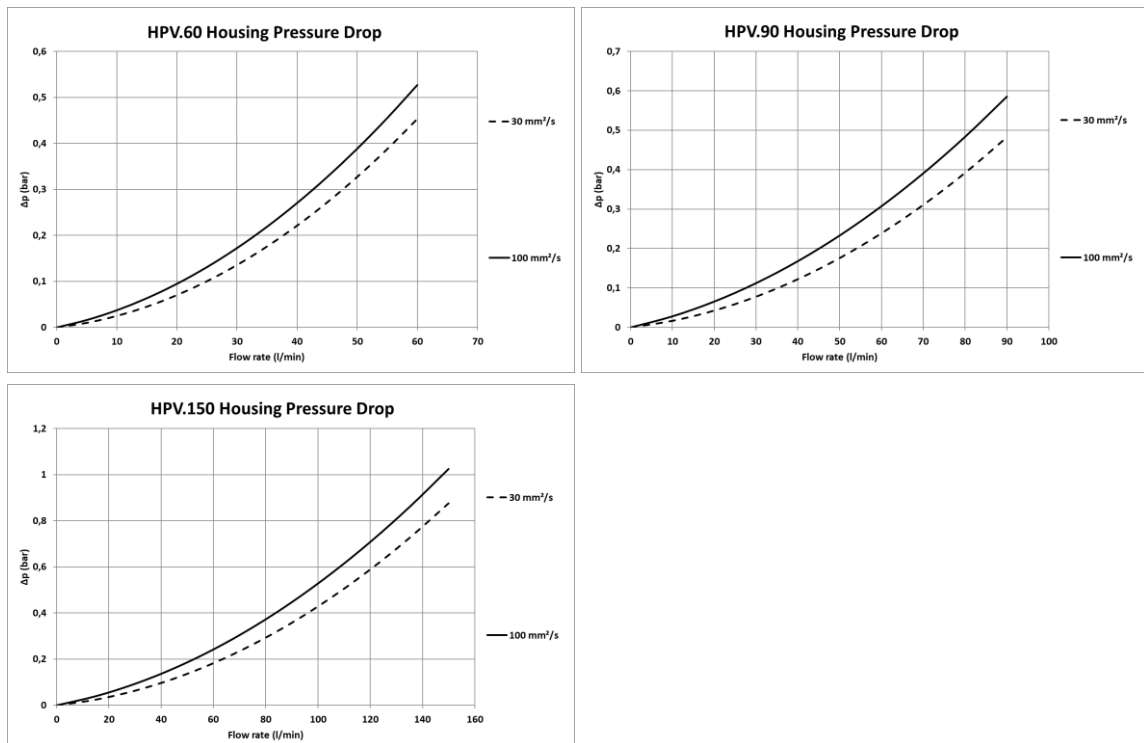 HPV.60 Housing Pressure Drop
0,6
0,5
0,4
0,3
0,2
0,1
0
Δp (bar)
0 10 20 30 40 50 60 70
Flow rate (l/min)
30 mm²/s
100 mm²/s
HPV.90 Housing Pressure Drop
0,7
0,6
0,5
0,4
0,3
0,2
0,1
0
Δp (bar)
0 10 20 30 40 50 60 70 80 90 100
Flow rate (l/min)
30 mm²/s
100 mm²/s
HPV.150 Housing Pressure Drop
1,2
1
0,8
0,6
0,4
0,2
0
Δp (bar)
0 20 40 60 80 100 120 140 160
Flow rate (l/min)
30 mm²/s
100 mm²/s